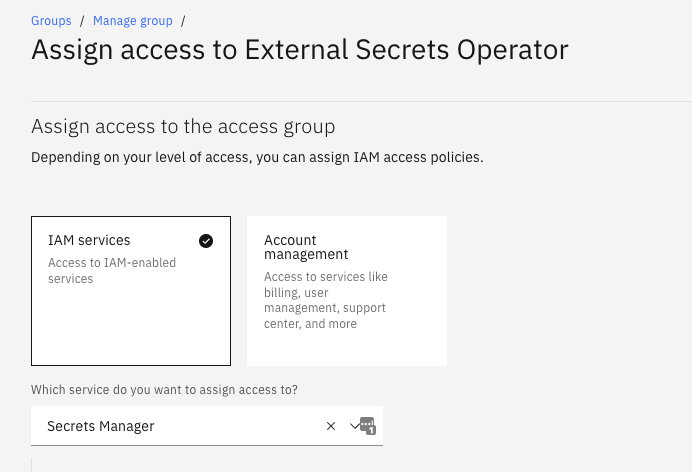 Groups / Manage group /
Assign access to External Secrets Operator
Assign access to the access group
Depending on your level of access, you can assign IAM access policies.
IAM services
Access to IAM-enabled
services
Account
management
Access to services like
billing, user
management, support
center, and more
Which service do you want to assign access to?
Secrets Manager
1